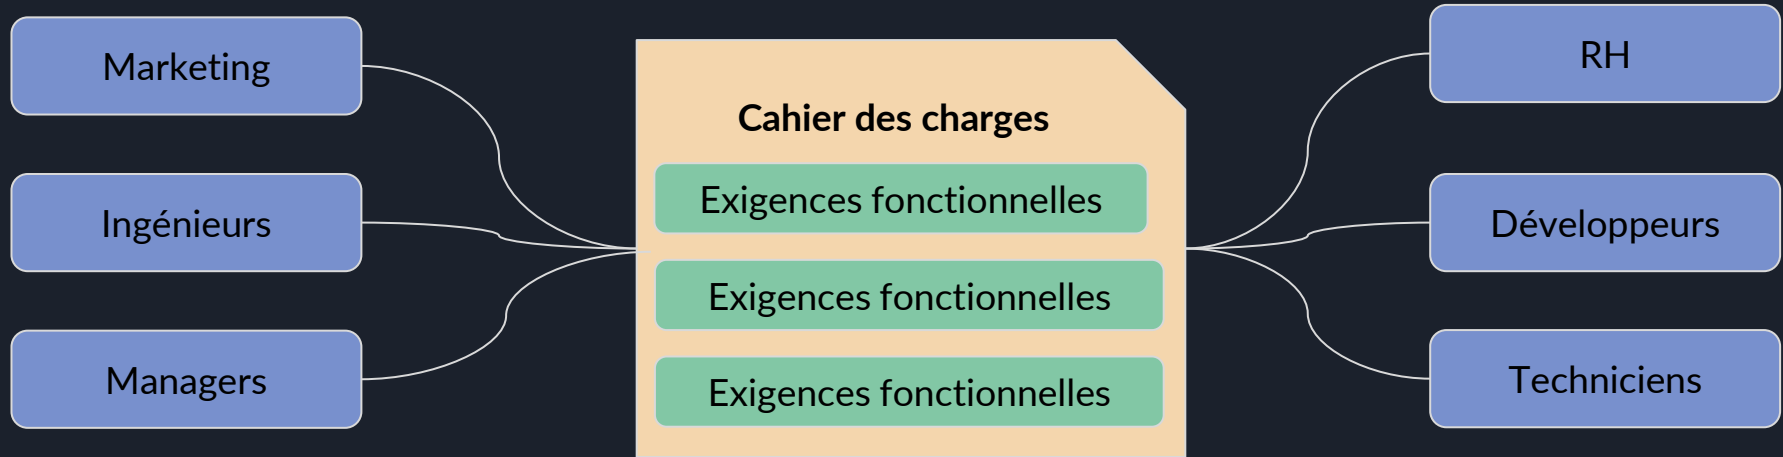 Marketing
Ingénieurs
Managers
Cahier des charges
Exigences fonctionnelles
Exigences fonctionnelles
Exigences fonctionnelles
RH
Développeurs
Techniciens